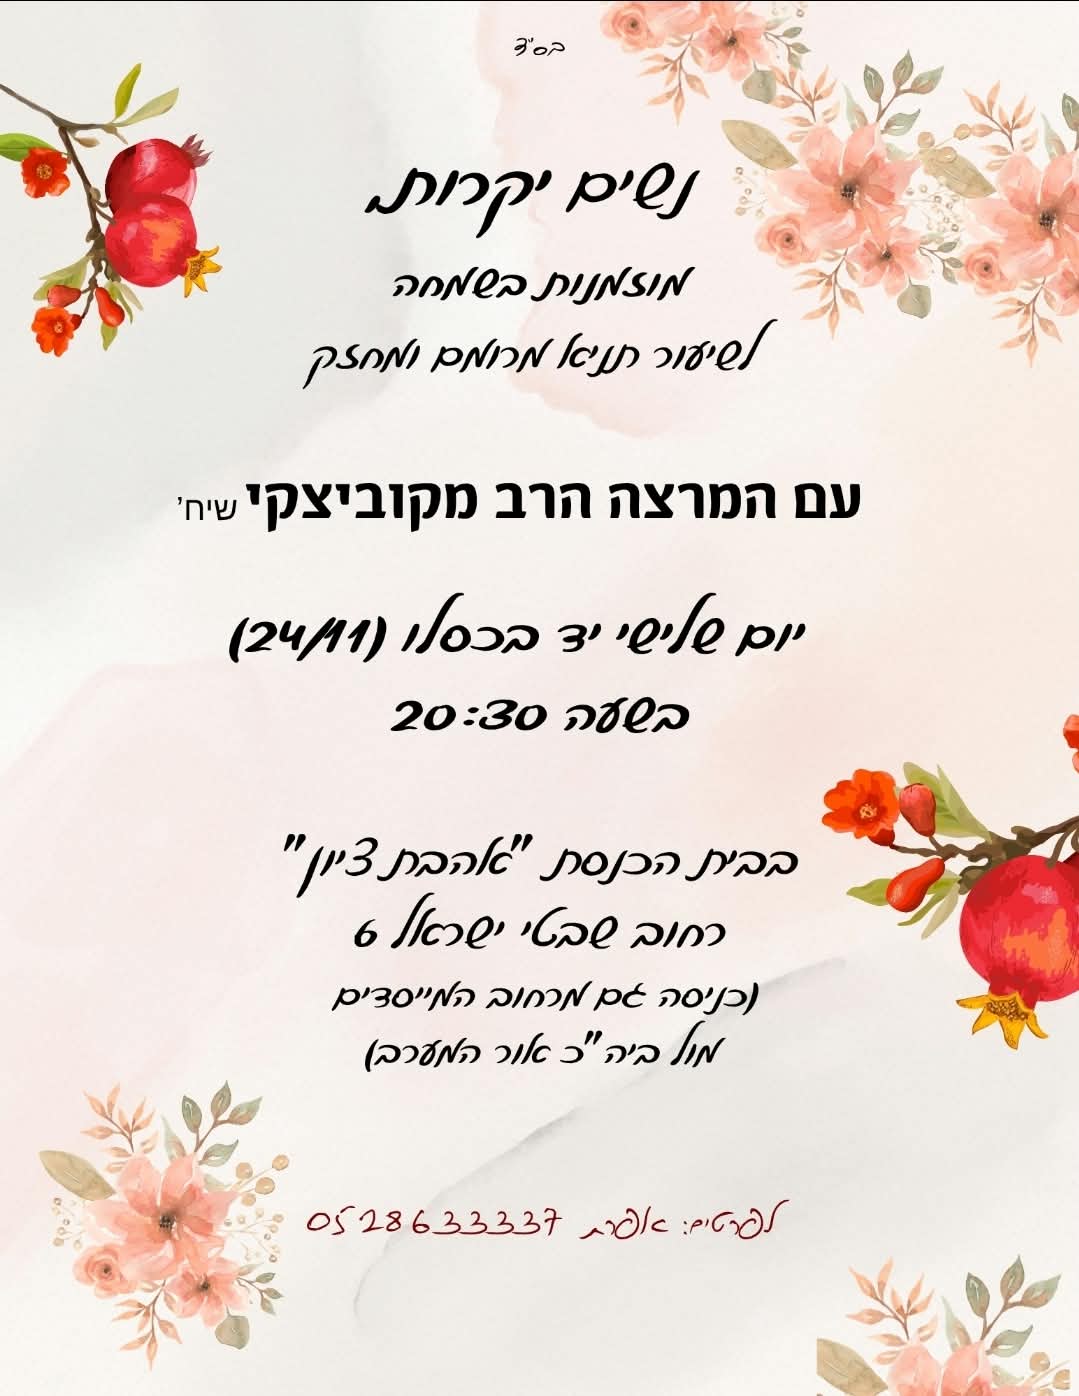 בס"ד
נשים יקרות,
מוזמנות בשמחה
לשיעור תניא מרומם ומחזק
עם המרצה הרב מקוביצקי שיח'
יום שלישי יד בכסלו (24/11)
בשעה 20:30
בבית הכנסת "אהבת ציון"
רחוב שבטי ישראל 6
(כניסה גם מרחוב המייסדים
מול ביה"כ אור המערב)
לפרטים: אפרת 0528633337